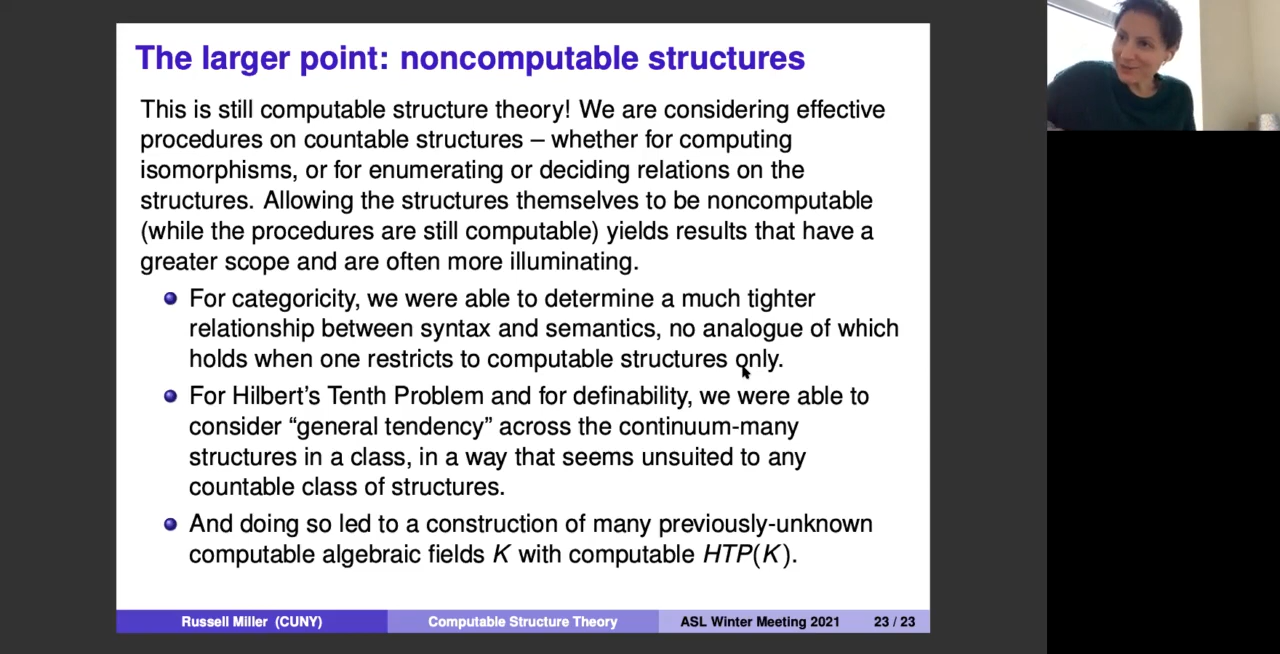 The larger point: noncomputable structures
This is still computable structure theory! We are considering effective
procedures on countable structures – whether for computing
isomorphisms, or for enumerating or deciding relations on the
structures. Allowing the structures themselves to be noncomputable
(while the procedures are still computable) yields results that have a
greater scope and are often more illuminating.
For categoricity, we were able to determine a much tighter
relationship between syntax and semantics, no analogue of which
holds when one restricts to computable structures only.
For Hilbert's Tenth Problem and for definability, we were able to
consider “general tendency” across the continuum-many
structures in a class, in a way that seems unsuited to any
countable class of structures.
And doing so led to a construction of many previously-unknown
computable algebraic fields K with computable HTP(K).
Russell Miller (CUNY) Computable Structure Theory ASL Winter Meeting 2021 23 / 23